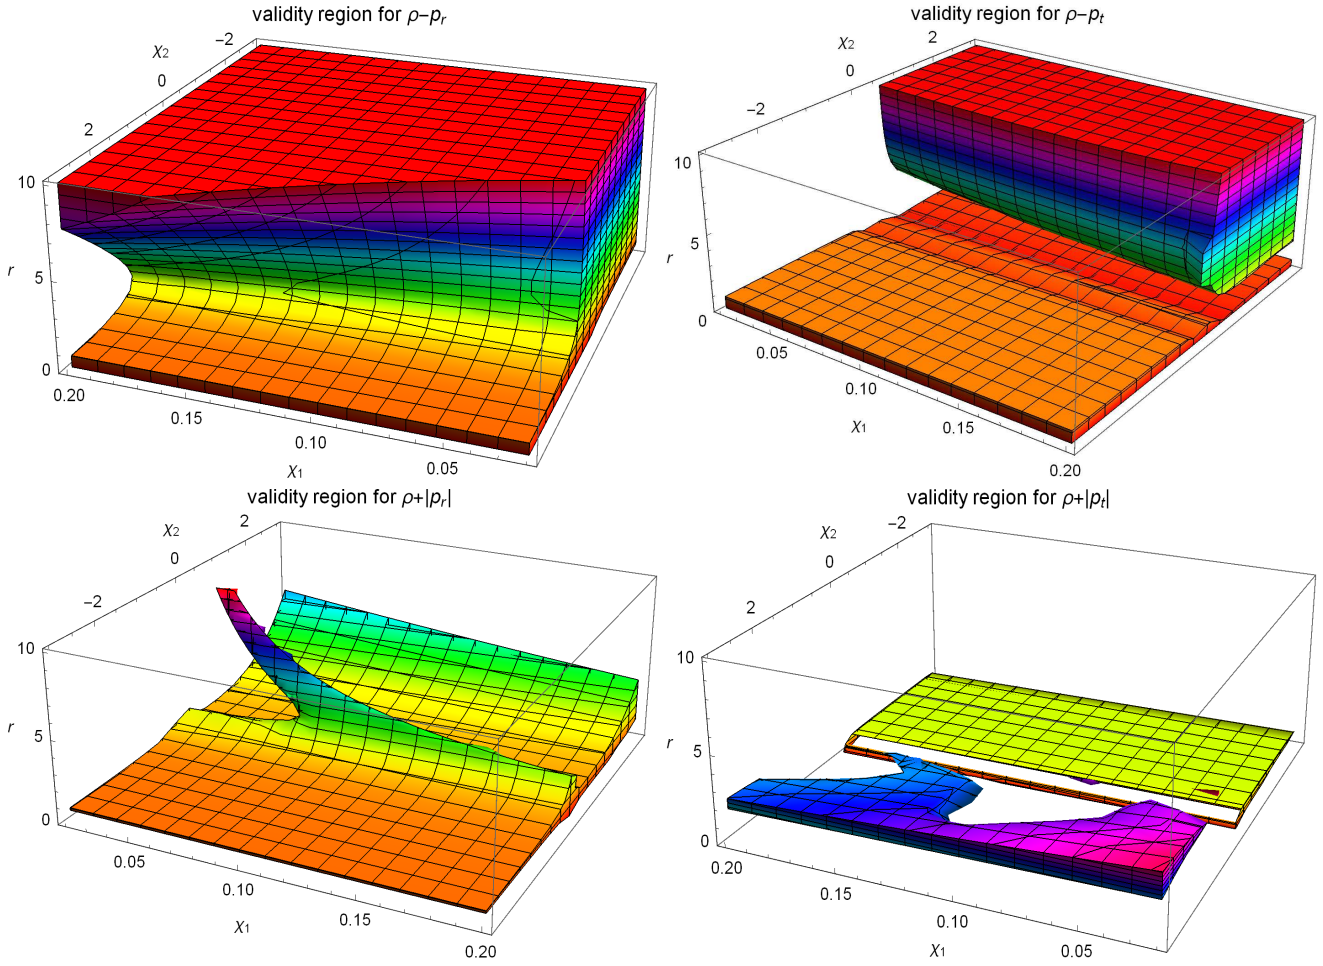 validity region for ρ−pr
χ2
−2
0
2
10
5
r
0
0.20
0.15
0.10
0.05
χ1
validity region for ρ−pt
χ2
2
0
−2
10
5
r
0
0.05
0.10
0.15
0.20
χ1
validity region for ρ+|pr|
χ2
2
0
−2
10
5
r
0
0.05
0.10
0.15
0.20
χ1
validity region for ρ+|pt|
χ2
−2
0
2
10
5
r
0
0.20
0.15
0.10
0.05
χ1